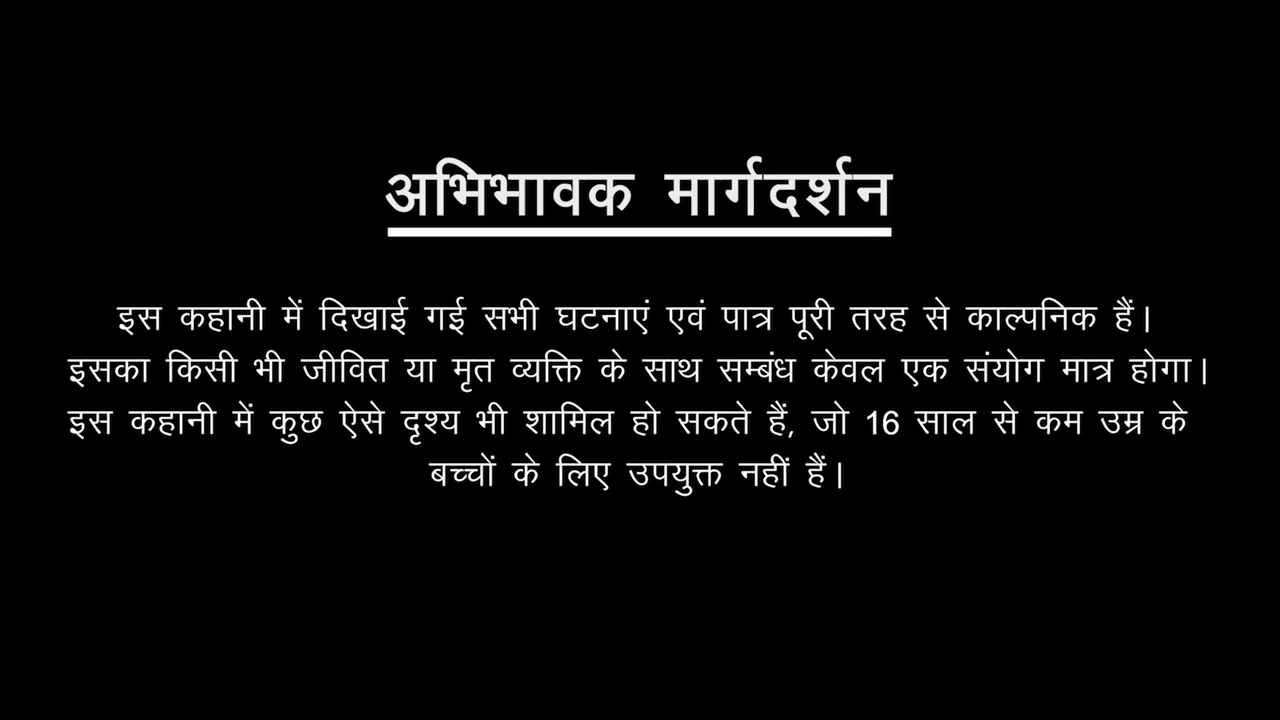 अभिभावक मार्गदर्शन
इस कहानी में दिखाई गई सभी घटनाएं एवं पात्र पूरी तरह से काल्पनिक हैं।
इसका किसी भी जीवित या मृत व्यक्ति के साथ सम्बंध केवल एक संयोग मात्र होगा।
इस कहानी में कुछ ऐसे दृश्य भी शामिल हो सकते हैं, जो 16 साल से कम उम्र के
बच्चों के लिए उपयुक्त नहीं हैं।